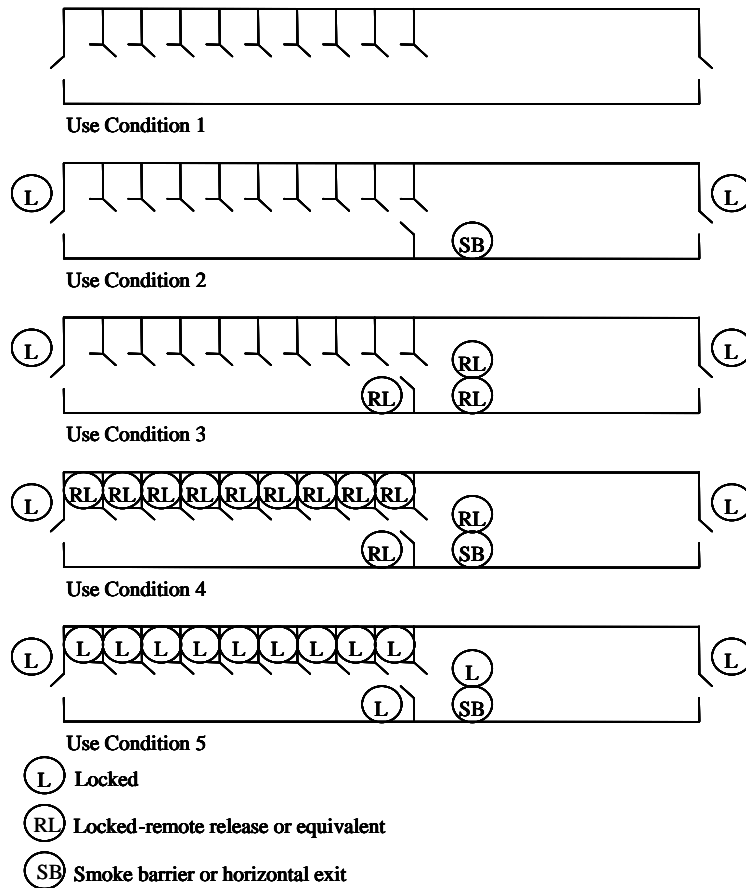 Use Condition 1
L L
SB
Use Condition 2
L L
RL
RL RL
Use Condition 3
RL RL RL RL RL RL RL RL RL
L L
RL
RL SB
Use Condition 4
L L L L L L L L L
L L
L
L SB
Use Condition 5
L Locked
RL Locked-remote release or equivalent
SB Smoke barrier or horizontal exit